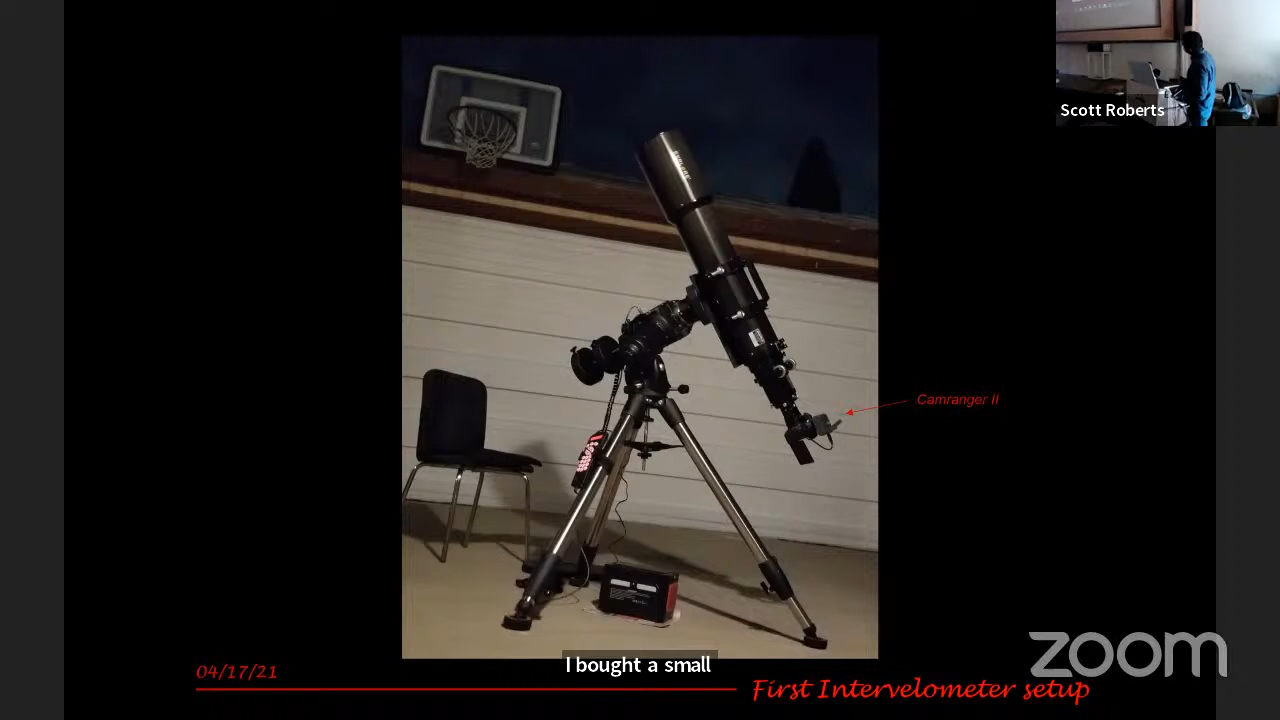 Scott Roberts
Camranger II
I bought a small
zoom
04/17/21
First Intervelometer setup